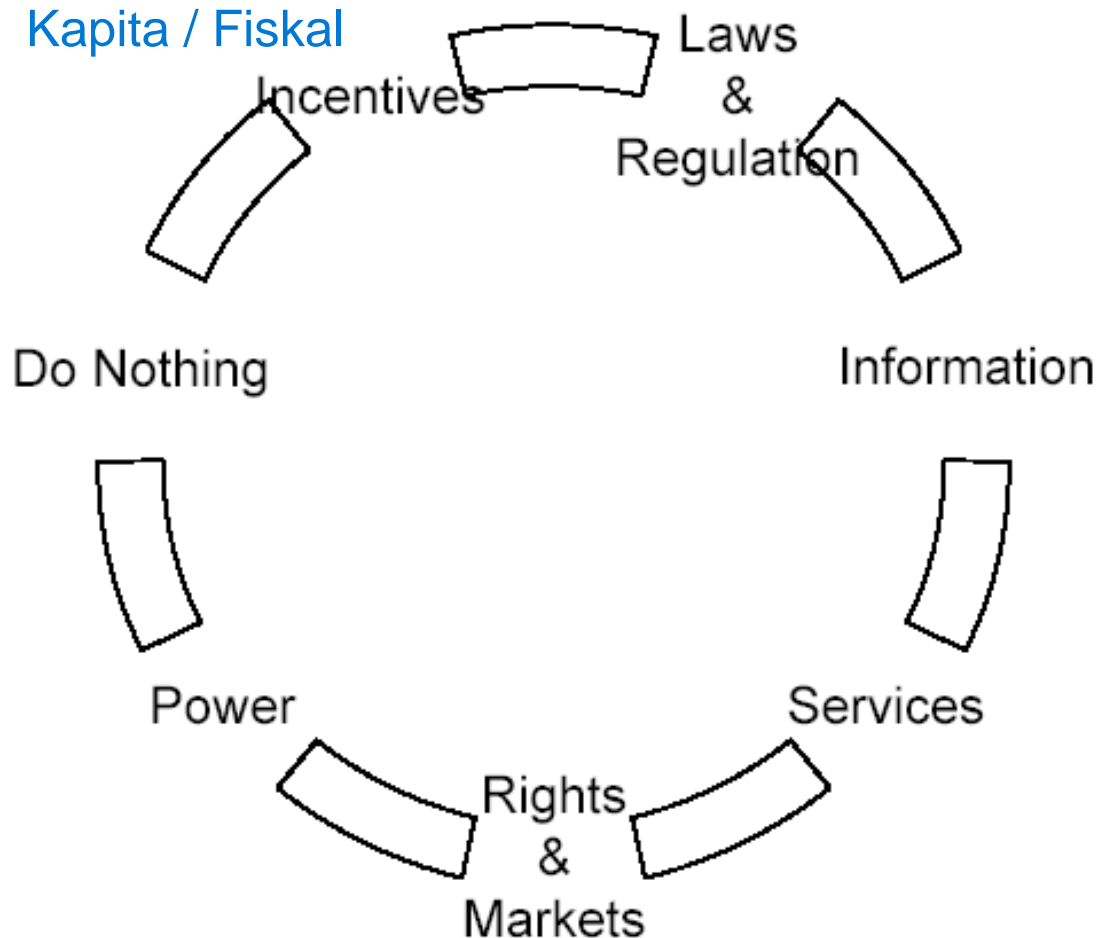 Kapita / Fiskal
Incentives
Laws
&
Regulation
Information
Services
Rights
&
Markets
Power
Do Nothing